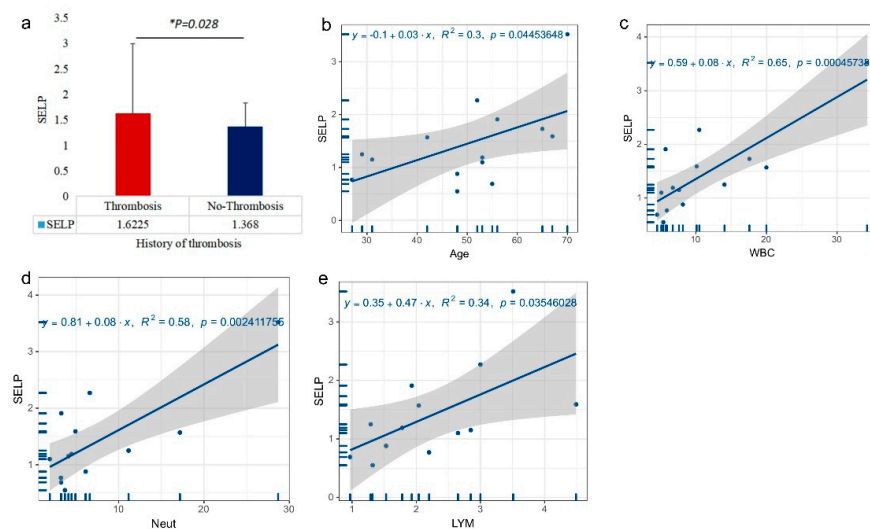 a
*P=0.028
3.5
3
2.5
2
1.5
1
0.5
0
SELP
Thrombosis No-Thrombosis
SELP 1.6225 1.368
History of thrombosis
b
y = -0.1 + 0.03 · x, R² = 0.3, p = 0.04453648
3
2
1
0
SELP
30 40 50 60 70
Age
c
y = 0.59 + 0.08 · x, R² = 0.65, p = 0.00045738
4
3
2
1
SELP
10 20 30
WBC
d
y = 0.81 + 0.08 · x, R² = 0.58, p = 0.002411755
4
3
2
1
SELP
0 10 20 30
Neut
e
y = 0.35 + 0.47 · x, R² = 0.34, p = 0.03546028
3
2
1
0
SELP
1 2 3 4
LYM